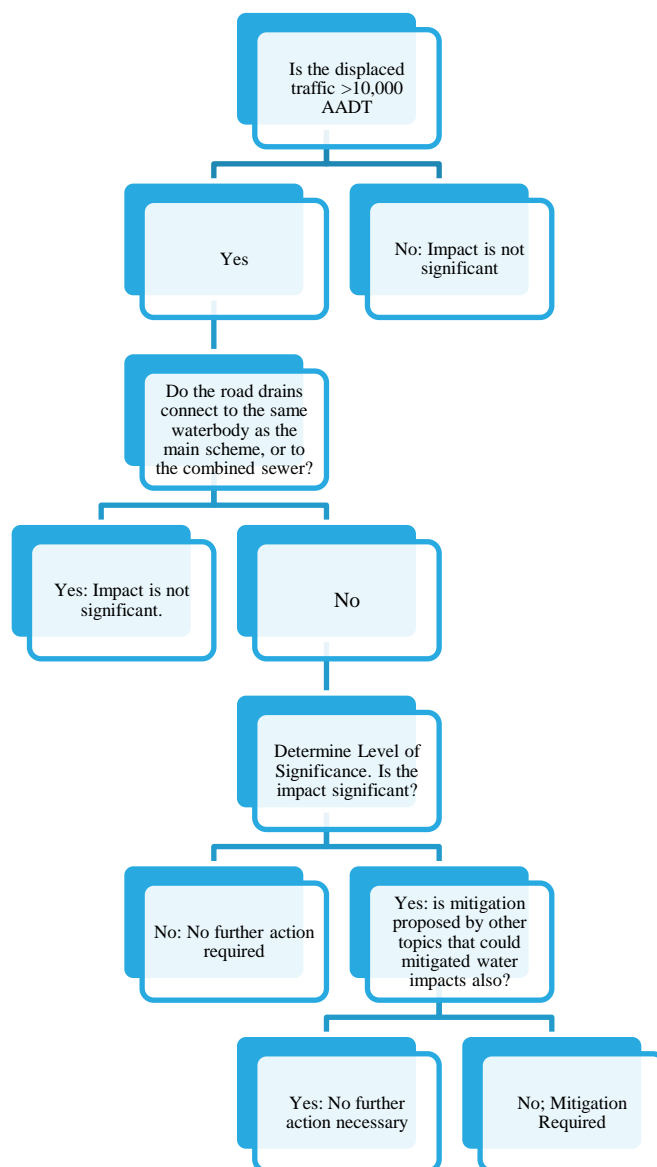 Is the displaced
traffic >10,000
AADT
Yes
No: Impact is not
significant
Do the road drains
connect to the same
waterbody as the
main scheme, or to
the combined sewer?
Yes: Impact is not
significant.
No
Determine Level of
Significance. Is the
impact significant?
No: No further action
required
Yes: is mitigation
proposed by other
topics that could
mitigated water
impacts also?
Yes: No further
action necessary
No; Mitigation
Required